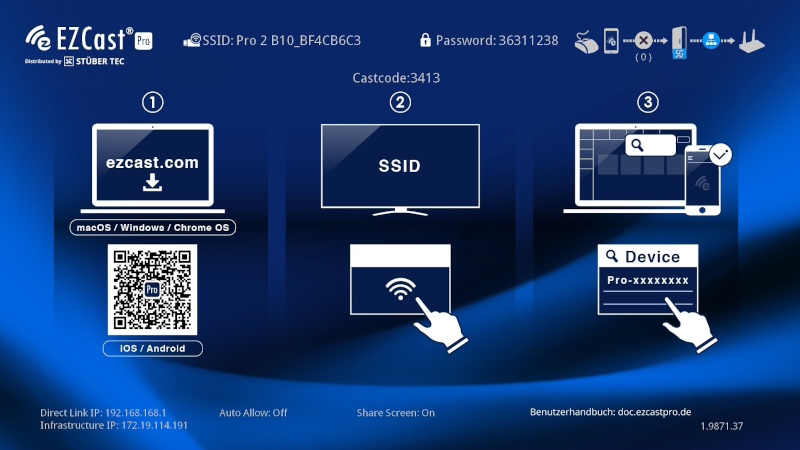 EZCast® Pro
Distributed by STÜBER TEC
SSID: Pro 2 B10_BF4CB6C3
Password: 36311238
(0)
5G
Castcode:3413
1
2
3
ezcast.com
SSID
macOS / Windows / Chrome OS
Pro
iOS / Android
Device
Pro-xxxxxxxx
Direct Link IP: 192.168.168.1
Auto Allow: Off
Share Screen: On
Benutzerhandbuch: doc.ezcastpro.de
Infrastructure IP: 172.19.114.191
1.9871.37